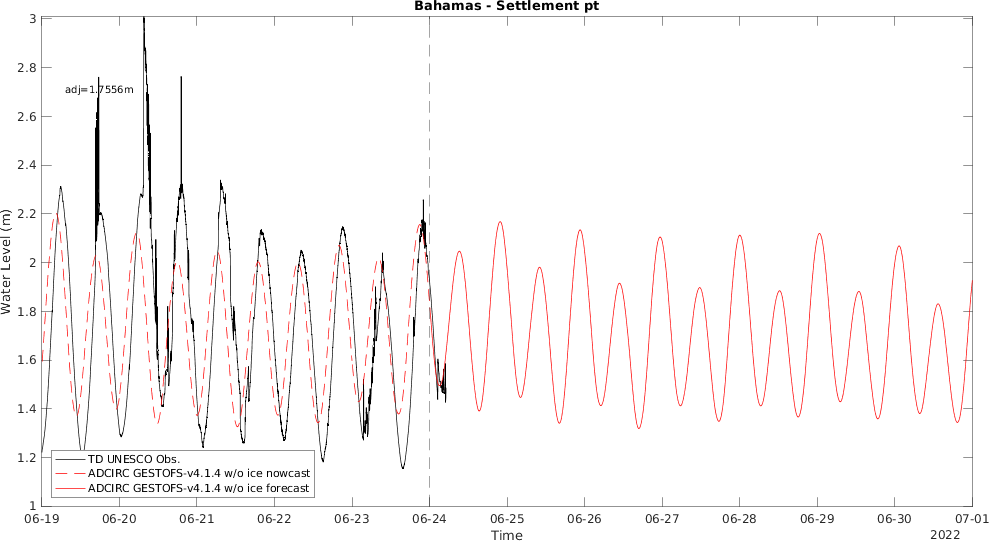 Bahamas - Settlement pt
3
2.8
adj=1.7556m
2.6
2.4
2.2
2
1.8
1.6
1.4
1.2
1
Water Level (m)
TD UNESCO Obs.
ADCIRC GESTOFS-v4.1.4 w/o ice nowcast
ADCIRC GESTOFS-v4.1.4 w/o ice forecast
06-19 06-20 06-21 06-22 06-23 06-24 06-25 06-26 06-27 06-28 06-29 06-30 07-01
Time
2022